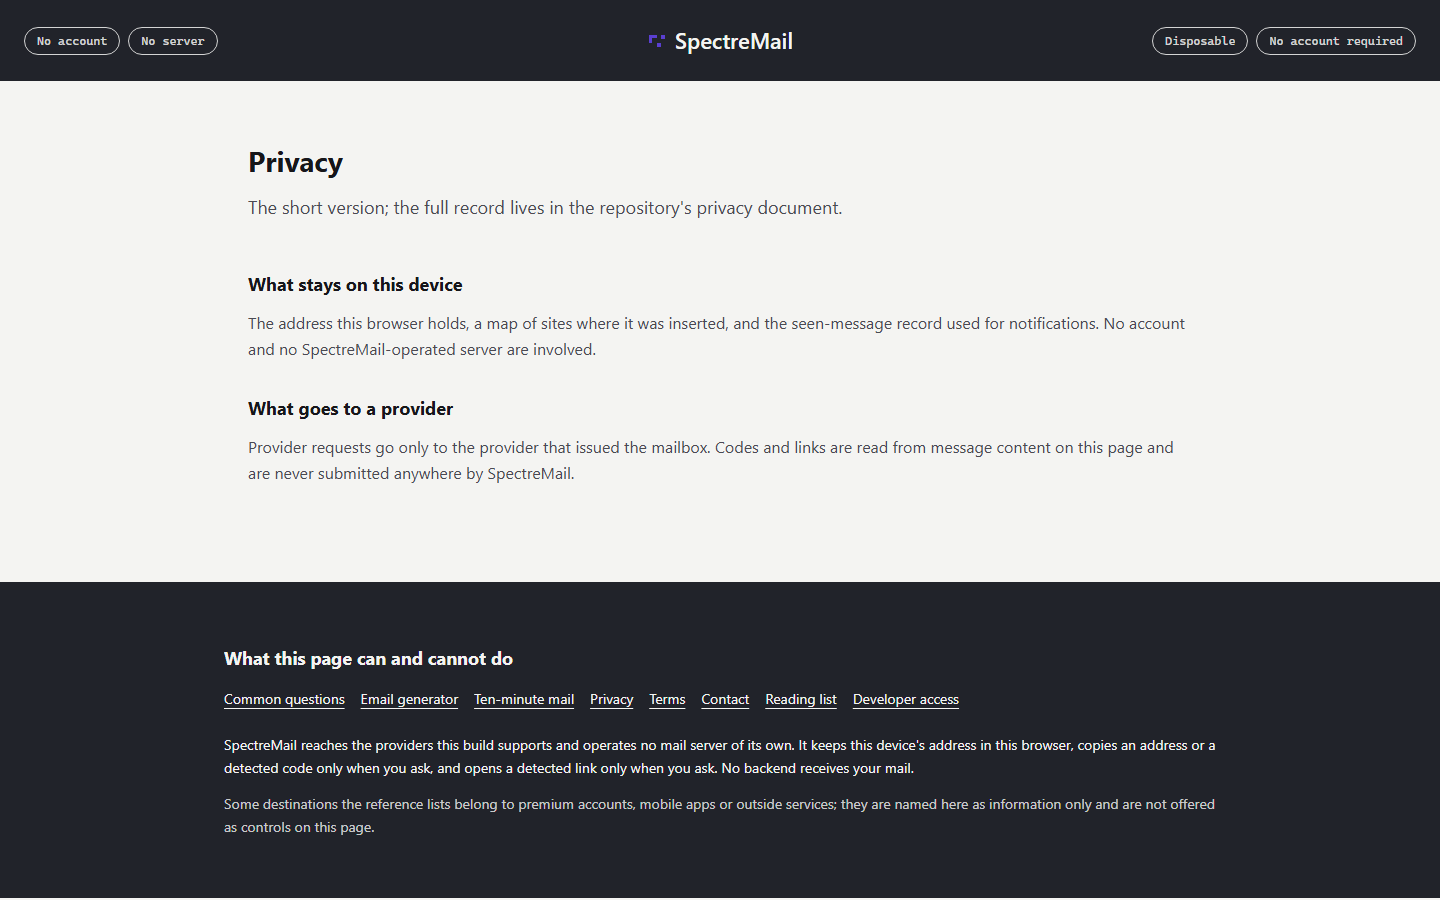 No account
No server
SpectreMail
Disposable
No account required
Privacy
The short version; the full record lives in the repository's privacy document.
What stays on this device
The address this browser holds, a map of sites where it was inserted, and the seen-message record used for notifications. No account
and no SpectreMail-operated server are involved.
What goes to a provider
Provider requests go only to the provider that issued the mailbox. Codes and links are read from message content on this page and
are never submitted anywhere by SpectreMail.
What this page can and cannot do
Common questions Email generator Ten-minute mail Privacy Terms Contact Reading list Developer access
SpectreMail reaches the providers this build supports and operates no mail server of its own. It keeps this device's address in this browser, copies an address or a
detected code only when you ask, and opens a detected link only when you ask. No backend receives your mail.
Some destinations the reference lists belong to premium accounts, mobile apps or outside services; they are named here as information only and are not offered
as controls on this page.